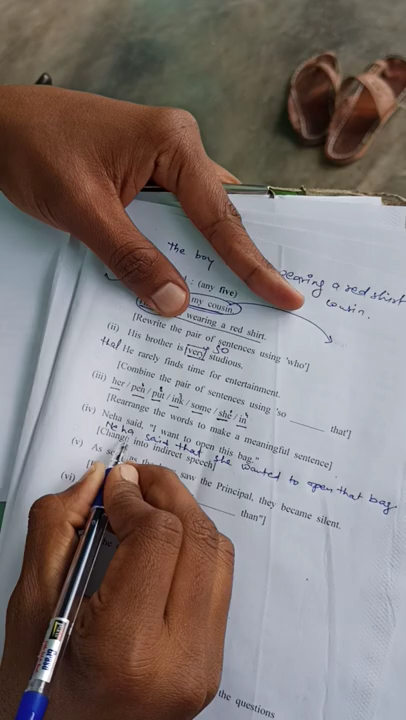 the boy
wearing a red shirt
cousin.
: (any five)
my cousin
wearing a red shirt.
[Rewrite the pair of sentences using 'who']
so
(ii) His brother is very studious.
that He rarely finds time for entertainment.
[Combine the pair of sentences using 'so ______ that']
(iii) her / pen / put / ink / some / she / in
[Rearrange the words to make a meaningful sentence]
(iv) Neha said, "I want to open this bag."
Neha said that she wanted to open that bag
[Change into indirect speech]
(v) As soon as the saw the Principal, they became silent.
______ than"]
(vi)
the questions